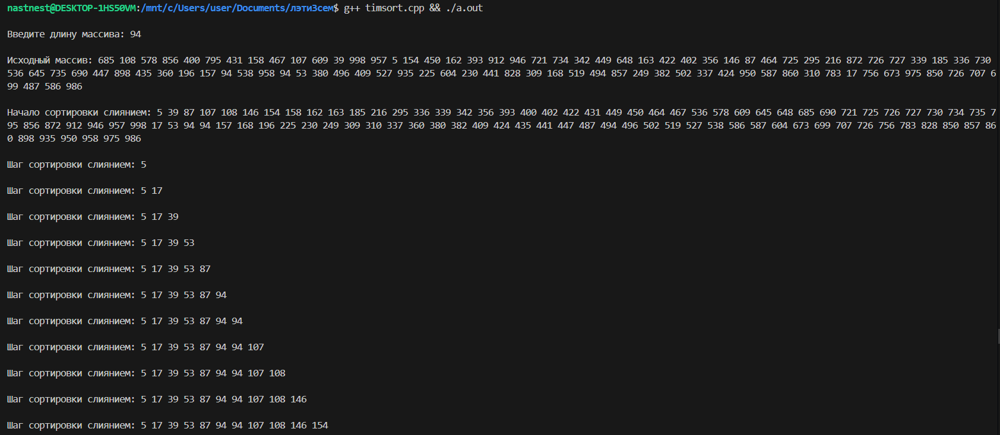 nastnest@DESKTOP-1HS50VM:/mnt/c/Users/user/Documents/лэти3сем$ g++ timsort.cpp && ./a.out
Введите длину массива: 94
Исходный массив: 685 108 578 856 400 795 431 158 467 107 609 39 998 957 5 154 450 162 393 912 946 721 734 342 449 648 163 422 402 356 146 87 464 725 295 216 872 726 727 339 185 336 730
536 645 735 690 447 898 435 360 196 157 94 538 958 94 53 380 496 409 527 935 225 604 230 441 828 309 168 519 494 857 249 382 502 337 424 950 587 860 310 783 17 756 673 975 850 726 707 6
99 487 586 986
Начало сортировки слиянием: 5 39 87 107 108 146 154 158 162 163 185 216 295 336 339 342 356 393 400 402 422 431 449 450 464 467 536 578 609 645 648 685 690 721 725 726 727 730 734 735 7
95 856 872 912 946 957 998 17 53 94 94 157 168 196 225 230 249 309 310 337 360 380 382 409 424 435 441 447 487 494 496 502 519 527 538 586 587 604 673 699 707 726 756 783 828 850 857 86
0 898 935 950 958 975 986
Шаг сортировки слиянием: 5
Шаг сортировки слиянием: 5 17
Шаг сортировки слиянием: 5 17 39
Шаг сортировки слиянием: 5 17 39 53
Шаг сортировки слиянием: 5 17 39 53 87
Шаг сортировки слиянием: 5 17 39 53 87 94
Шаг сортировки слиянием: 5 17 39 53 87 94 94
Шаг сортировки слиянием: 5 17 39 53 87 94 94 107
Шаг сортировки слиянием: 5 17 39 53 87 94 94 107 108
Шаг сортировки слиянием: 5 17 39 53 87 94 94 107 108 146
Шаг сортировки слиянием: 5 17 39 53 87 94 94 107 108 146 154